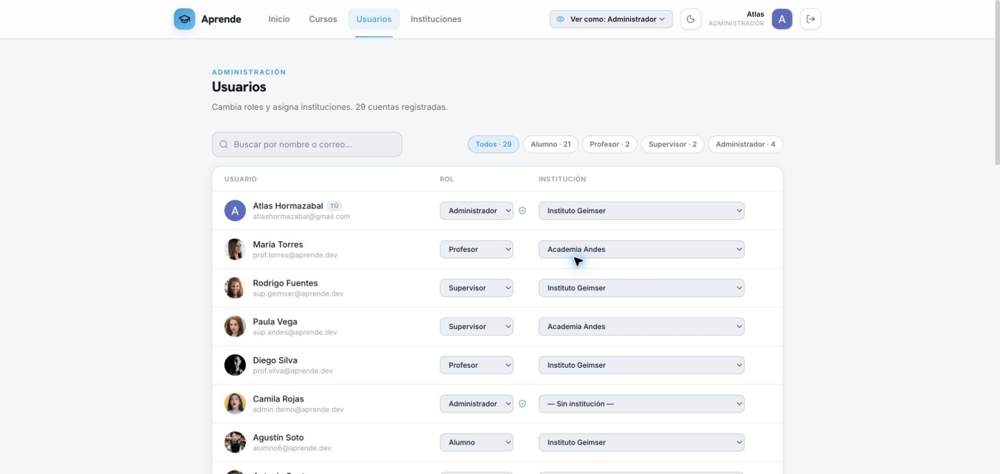 Aprende
Inicio
Cursos
Usuarios
Instituciones
Ver como: Administrador
Atlas
ADMINISTRADOR
A
ADMINISTRACIÓN
Usuarios
Cambia roles y asigna instituciones. 29 cuentas registradas.
Buscar por nombre o correo...
Todos · 29
Alumno · 21
Profesor · 2
Supervisor · 2
Administrador · 4
USUARIO
ROL
INSTITUCIÓN
A
Atlas Hormazabal TÚ
atlashormazabal@gmail.com
Administrador
Instituto Geimser
María Torres
prof.torres@aprende.dev
Profesor
Academia Andes
Rodrigo Fuentes
sup.geimser@aprende.dev
Supervisor
Instituto Geimser
Paula Vega
sup.andes@aprende.dev
Supervisor
Academia Andes
Diego Silva
prof.silva@aprende.dev
Profesor
Instituto Geimser
Camila Rojas
admin.demo@aprende.dev
Administrador
— Sin institución —
Agustín Soto
alumno6@aprende.dev
Alumno
Instituto Geimser